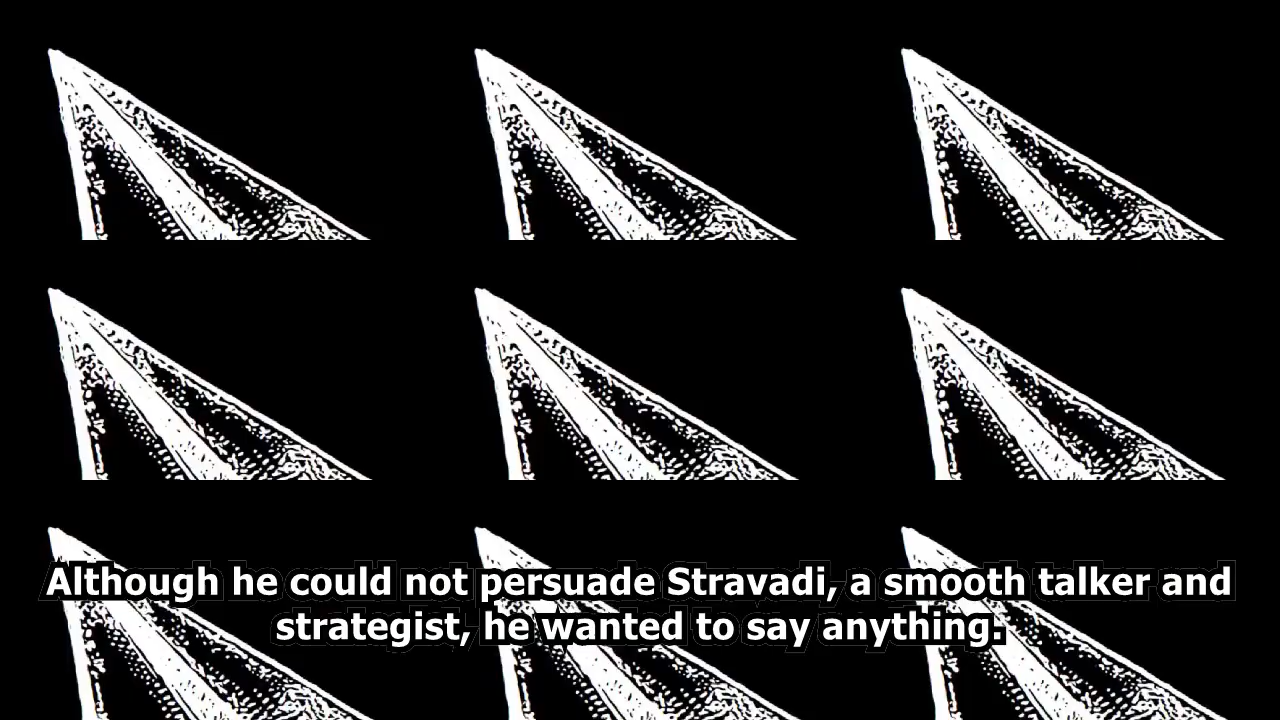 Although he could not persuade Stravadi, a smooth talker and
strategist, he wanted to say anything.